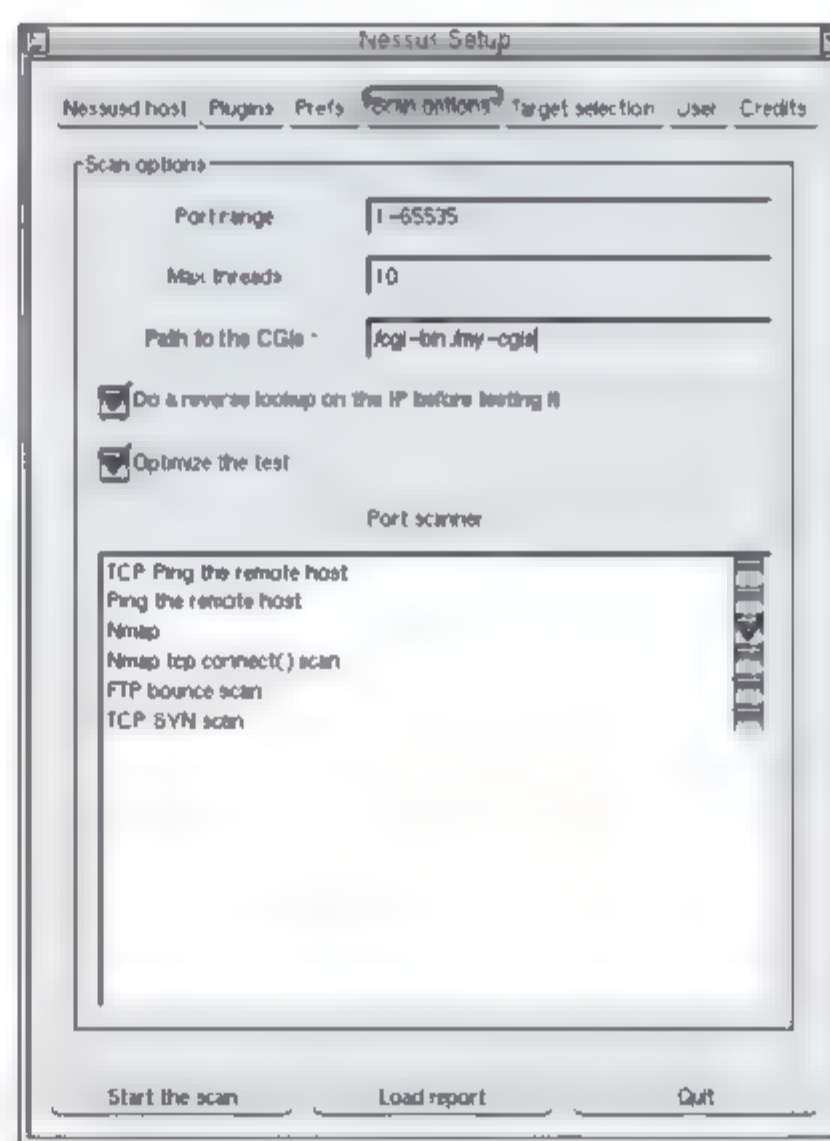 Nessus Setup
Nessusd host Plugins Prefs Scan options Target selection User Credits
Scan options
Port range 1-65535
Max threads 10
Path to the CGIs : /cgi-bin:/my-cgis
Do a reverse lookup on the IP before testing it
Optimize the test
Port scanner
TCP Ping the remote host
Ping the remote host
Nmap
Nmap tcp connect() scan
FTP bounce scan
TCP SYN scan
Start the scan Load report Quit